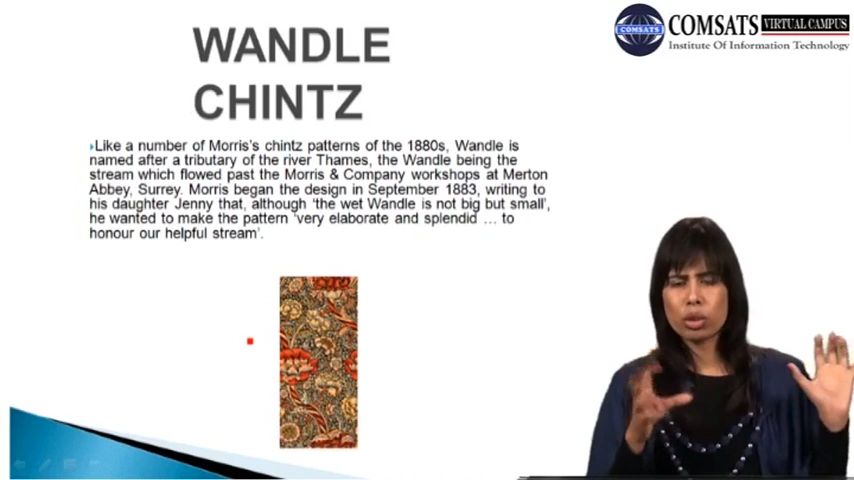 WANDLE
CHINTZ
COMSATS VIRTUAL CAMPUS
Institute Of Information Technology
COMSATS
Like a number of Morris's chintz patterns of the 1880s, Wandle is
named after a tributary of the river Thames, the Wandle being the
stream which flowed past the Morris & Company workshops at Merton
Abbey, Surrey. Morris began the design in September 1883, writing to
his daughter Jenny that, although 'the wet Wandle is not big but small',
he wanted to make the pattern 'very elaborate and splendid ... to
honour our helpful stream'.